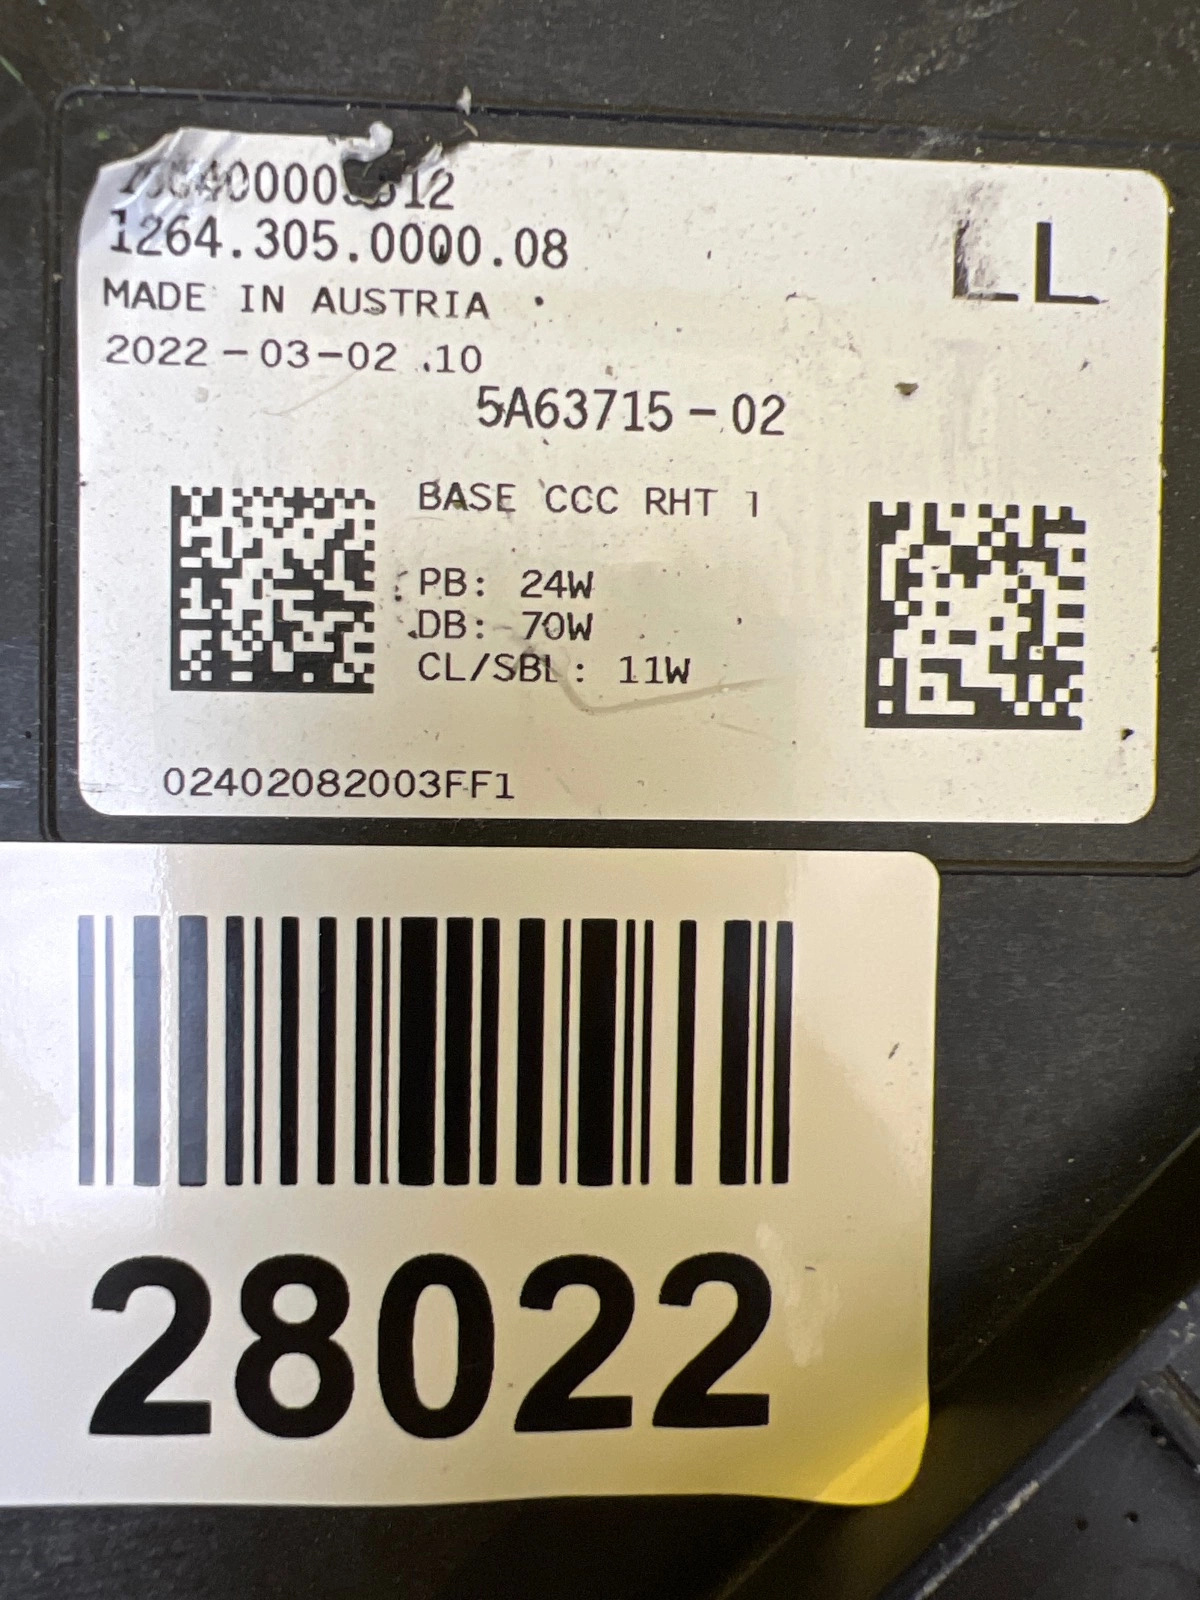 1264.305.0000.08
LL
MADE IN AUSTRIA
2022-03-02 .10
5A63715-02
BASE CCC RHT 1
PB: 24W
DB: 70W
CL/SBL: 11W
02402082003FF1
28022